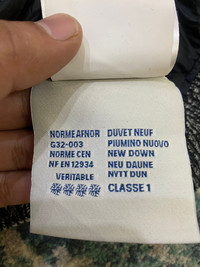 NORME AFNOR DUVET NEUF
G32-003 PIUMINO NUOVO
NORME CEN NEW DOWN
NF EN 12934 NEU DAUNE
VERITABLE NYTT DUN
CLASSE 1